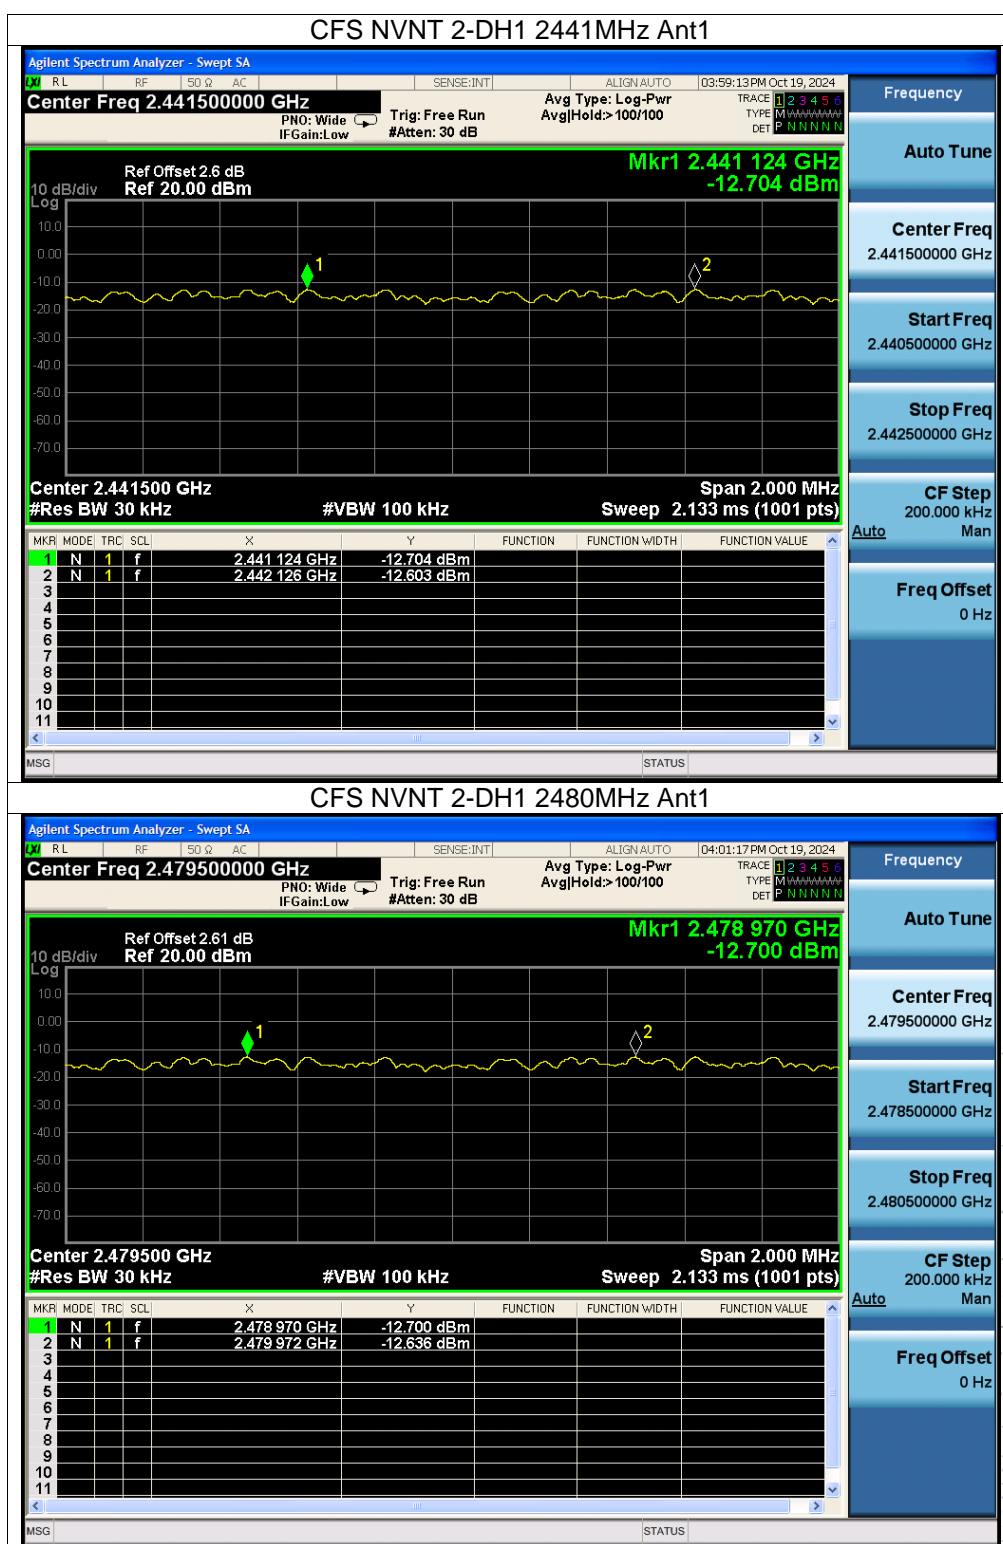 CFS NVNT 2-DH1 2441MHz Ant1
Agilent Spectrum Analyzer - Swept SA
LXI RL RF 50 Ω AC SENSE:INT ALIGN AUTO 03:59:13 PM Oct 19, 2024
Center Freq 2.441500000 GHz
PNO: Wide
IFGain:Low
Trig: Free Run
#Atten: 30 dB
Avg Type: Log-Pwr
Avg|Hold:>100/100
TRACE 1 2 3 4 5 6
TYPE M WWWWW
DET P N N N N N
Frequency
Auto Tune
Center Freq
2.441500000 GHz
Start Freq
2.440500000 GHz
Stop Freq
2.442500000 GHz
CF Step
200.000 kHz
Auto Man
Freq Offset
0 Hz
Mkr1 2.441 124 GHz
-12.704 dBm
Ref Offset 2.6 dB
10 dB/div Ref 20.00 dBm
Log
10.0
0.00
-10.0
-20.0
-30.0
-40.0
-50.0
-60.0
-70.0
1
2
Center 2.441500 GHz Span 2.000 MHz
#Res BW 30 kHz #VBW 100 kHz Sweep 2.133 ms (1001 pts)
MKR MODE TRC SCL X Y FUNCTION FUNCTION WIDTH FUNCTION VALUE
1 N 1 f 2.441 124 GHz -12.704 dBm
2 N 1 f 2.442 126 GHz -12.603 dBm
3
4
5
6
7
8
9
10
11
MSG STATUS
CFS NVNT 2-DH1 2480MHz Ant1
Agilent Spectrum Analyzer - Swept SA
LXI RL RF 50 Ω AC SENSE:INT ALIGN AUTO 04:01:17 PM Oct 19, 2024
Center Freq 2.479500000 GHz
PNO: Wide
IFGain:Low
Trig: Free Run
#Atten: 30 dB
Avg Type: Log-Pwr
Avg|Hold:>100/100
TRACE 1 2 3 4 5 6
TYPE M WWWWW
DET P N N N N N
Frequency
Auto Tune
Center Freq
2.479500000 GHz
Start Freq
2.478500000 GHz
Stop Freq
2.480500000 GHz
CF Step
200.000 kHz
Auto Man
Freq Offset
0 Hz
Mkr1 2.478 970 GHz
-12.700 dBm
Ref Offset 2.61 dB
10 dB/div Ref 20.00 dBm
Log
10.0
0.00
-10.0
-20.0
-30.0
-40.0
-50.0
-60.0
-70.0
1
2
Center 2.479500 GHz Span 2.000 MHz
#Res BW 30 kHz #VBW 100 kHz Sweep 2.133 ms (1001 pts)
MKR MODE TRC SCL X Y FUNCTION FUNCTION WIDTH FUNCTION VALUE
1 N 1 f 2.478 970 GHz -12.700 dBm
2 N 1 f 2.479 972 GHz -12.636 dBm
3
4
5
6
7
8
9
10
11
MSG STATUS